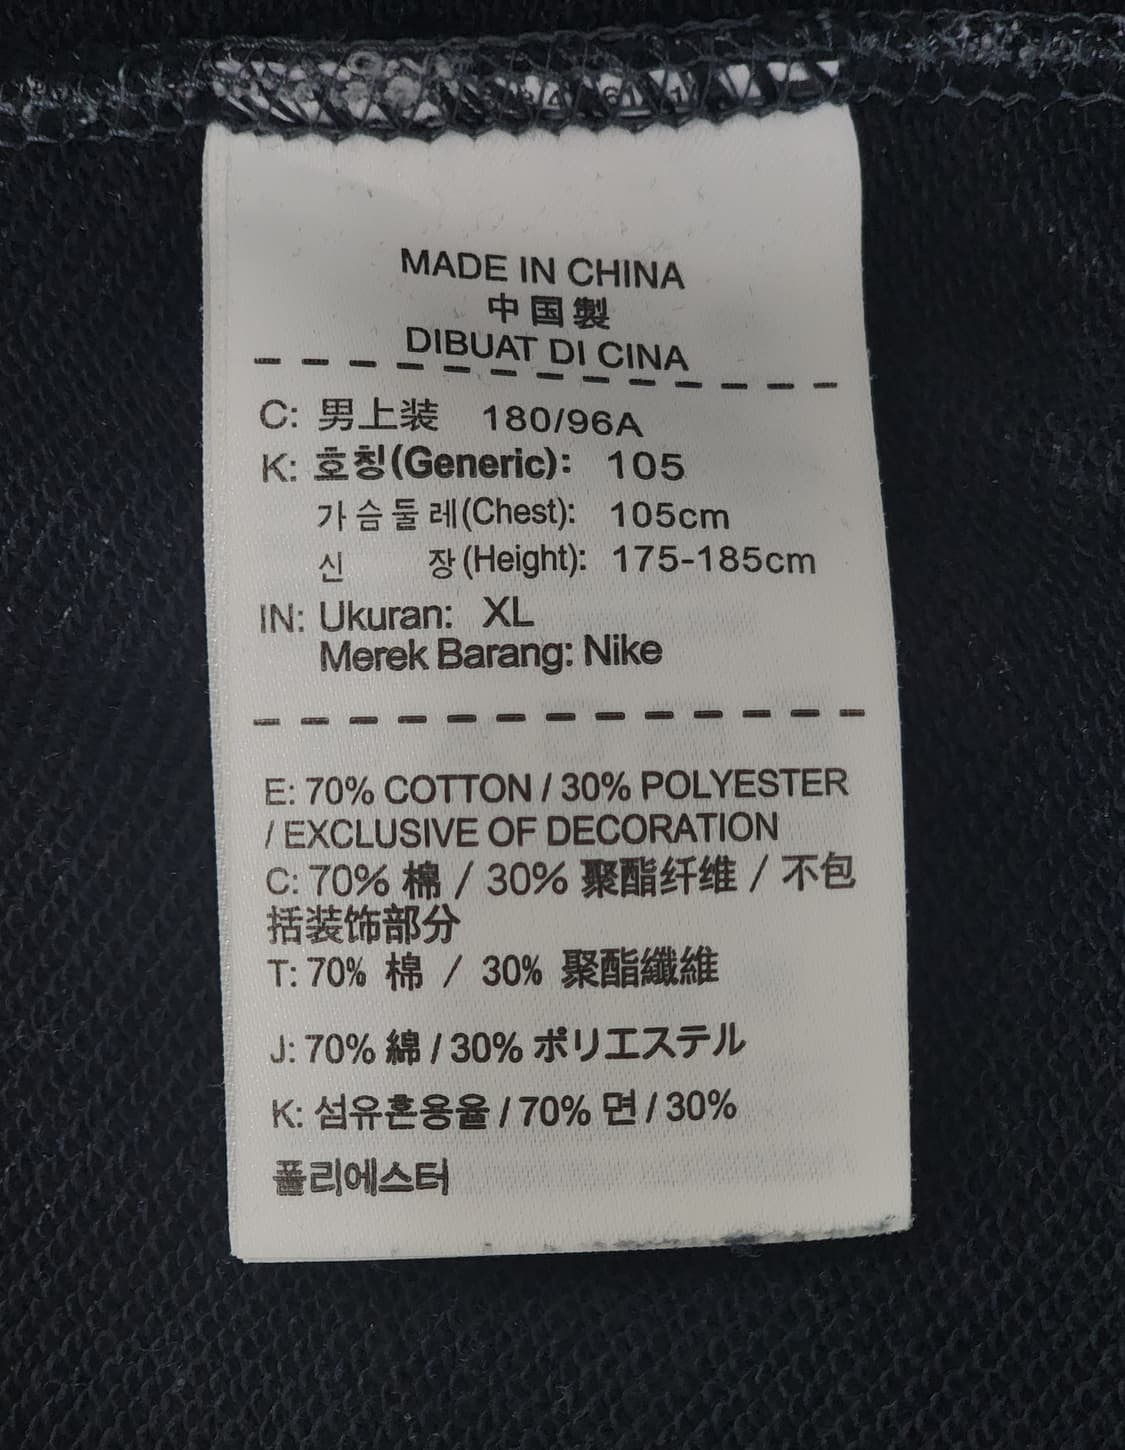 MADE IN CHINA
中国製
DIBUAT DI CINA
C: 男上装 180/96A
K: 호칭(Generic): 105
가슴둘레(Chest): 105cm
신 장(Height): 175-185cm
IN: Ukuran: XL
Merek Barang: Nike
E: 70% COTTON / 30% POLYESTER
/ EXCLUSIVE OF DECORATION
C: 70% 棉 / 30% 聚酯纤维 / 不包
括装饰部分
T: 70% 棉 / 30% 聚酯纖維
J: 70% 綿 / 30% ポリエステル
K: 섬유혼용율 / 70% 면 / 30%
폴리에스터